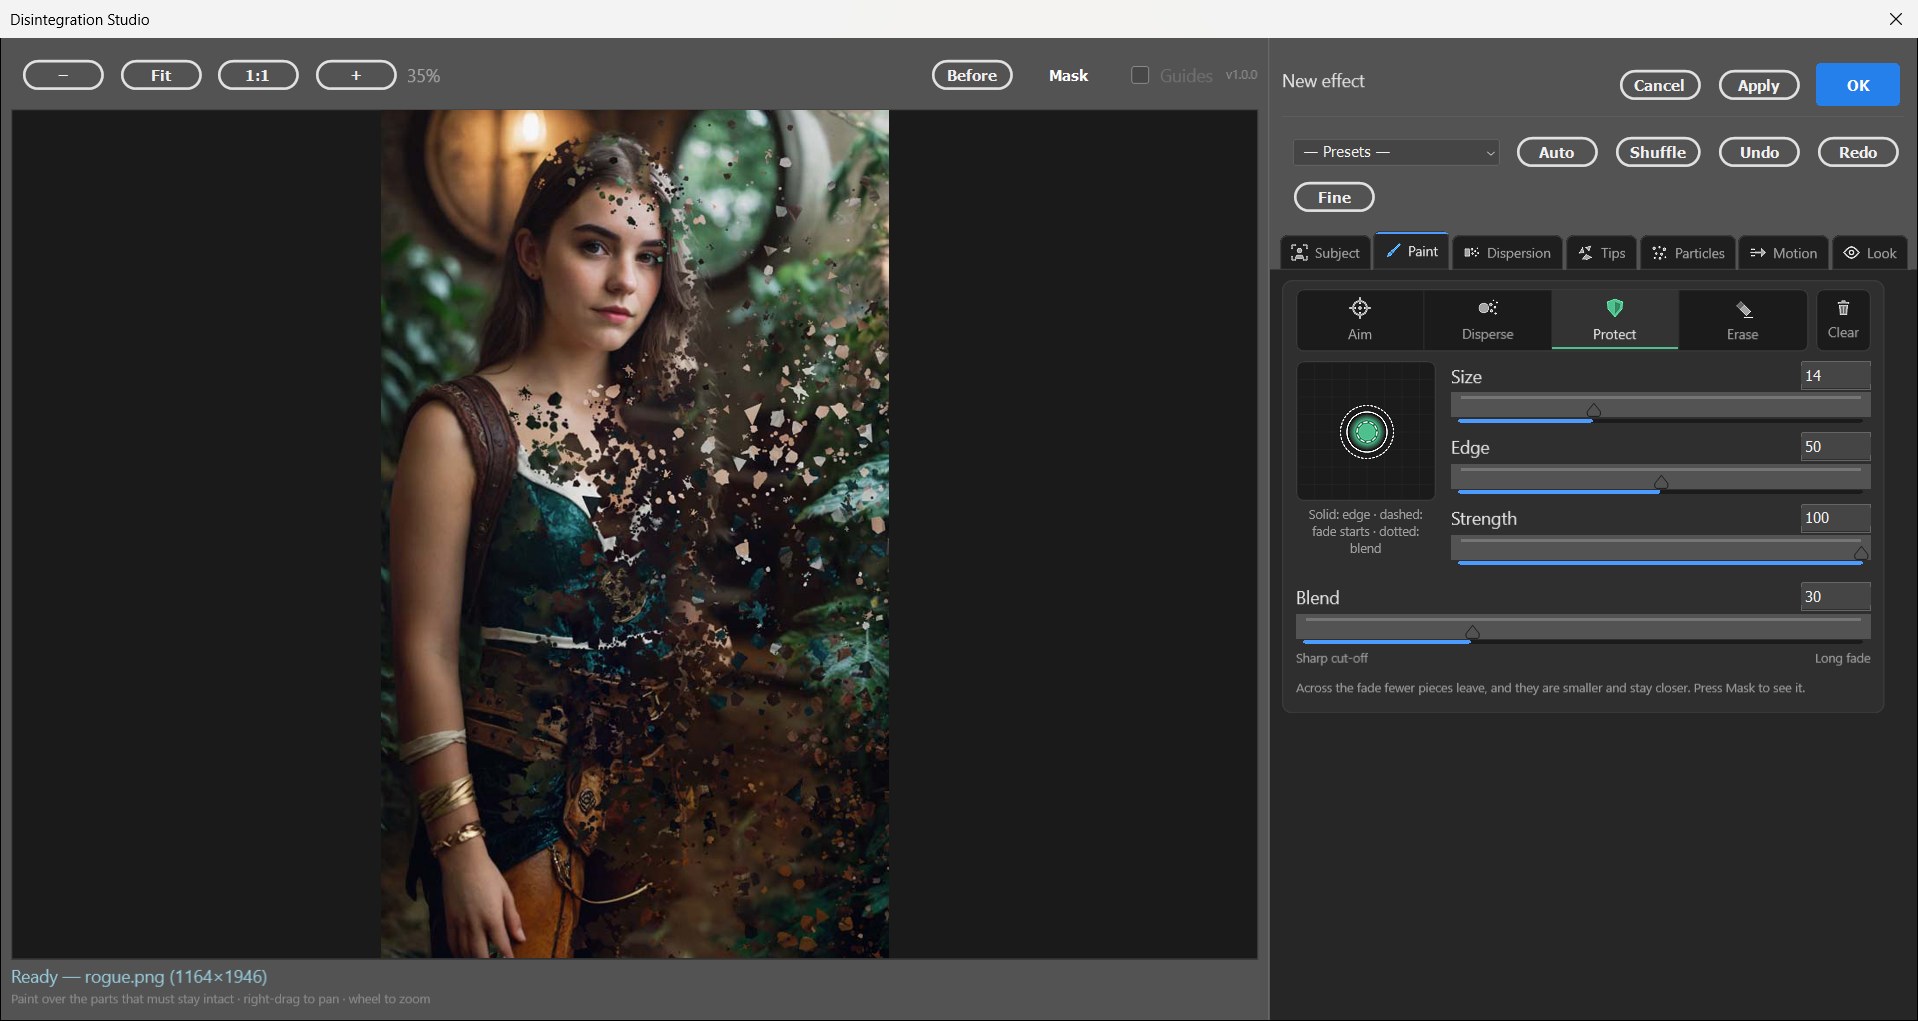 Disintegration Studio
Fit
1:1
+
35%
Before
Mask
Guides
v1.0.0
New effect
Cancel
Apply
OK
— Presets —
Auto
Shuffle
Undo
Redo
Fine
Subject
Paint
Dispersion
Tips
Particles
Motion
Look
Aim
Disperse
Protect
Erase
Clear
Size
14
Edge
50
Solid: edge · dashed:
fade starts · dotted:
blend
Strength
100
Blend
30
Sharp cut-off
Long fade
Across the fade fewer pieces leave, and they are smaller and stay closer. Press Mask to see it.
Ready — rogue.png (1164×1946)
Paint over the parts that must stay intact · right-drag to pan · wheel to zoom